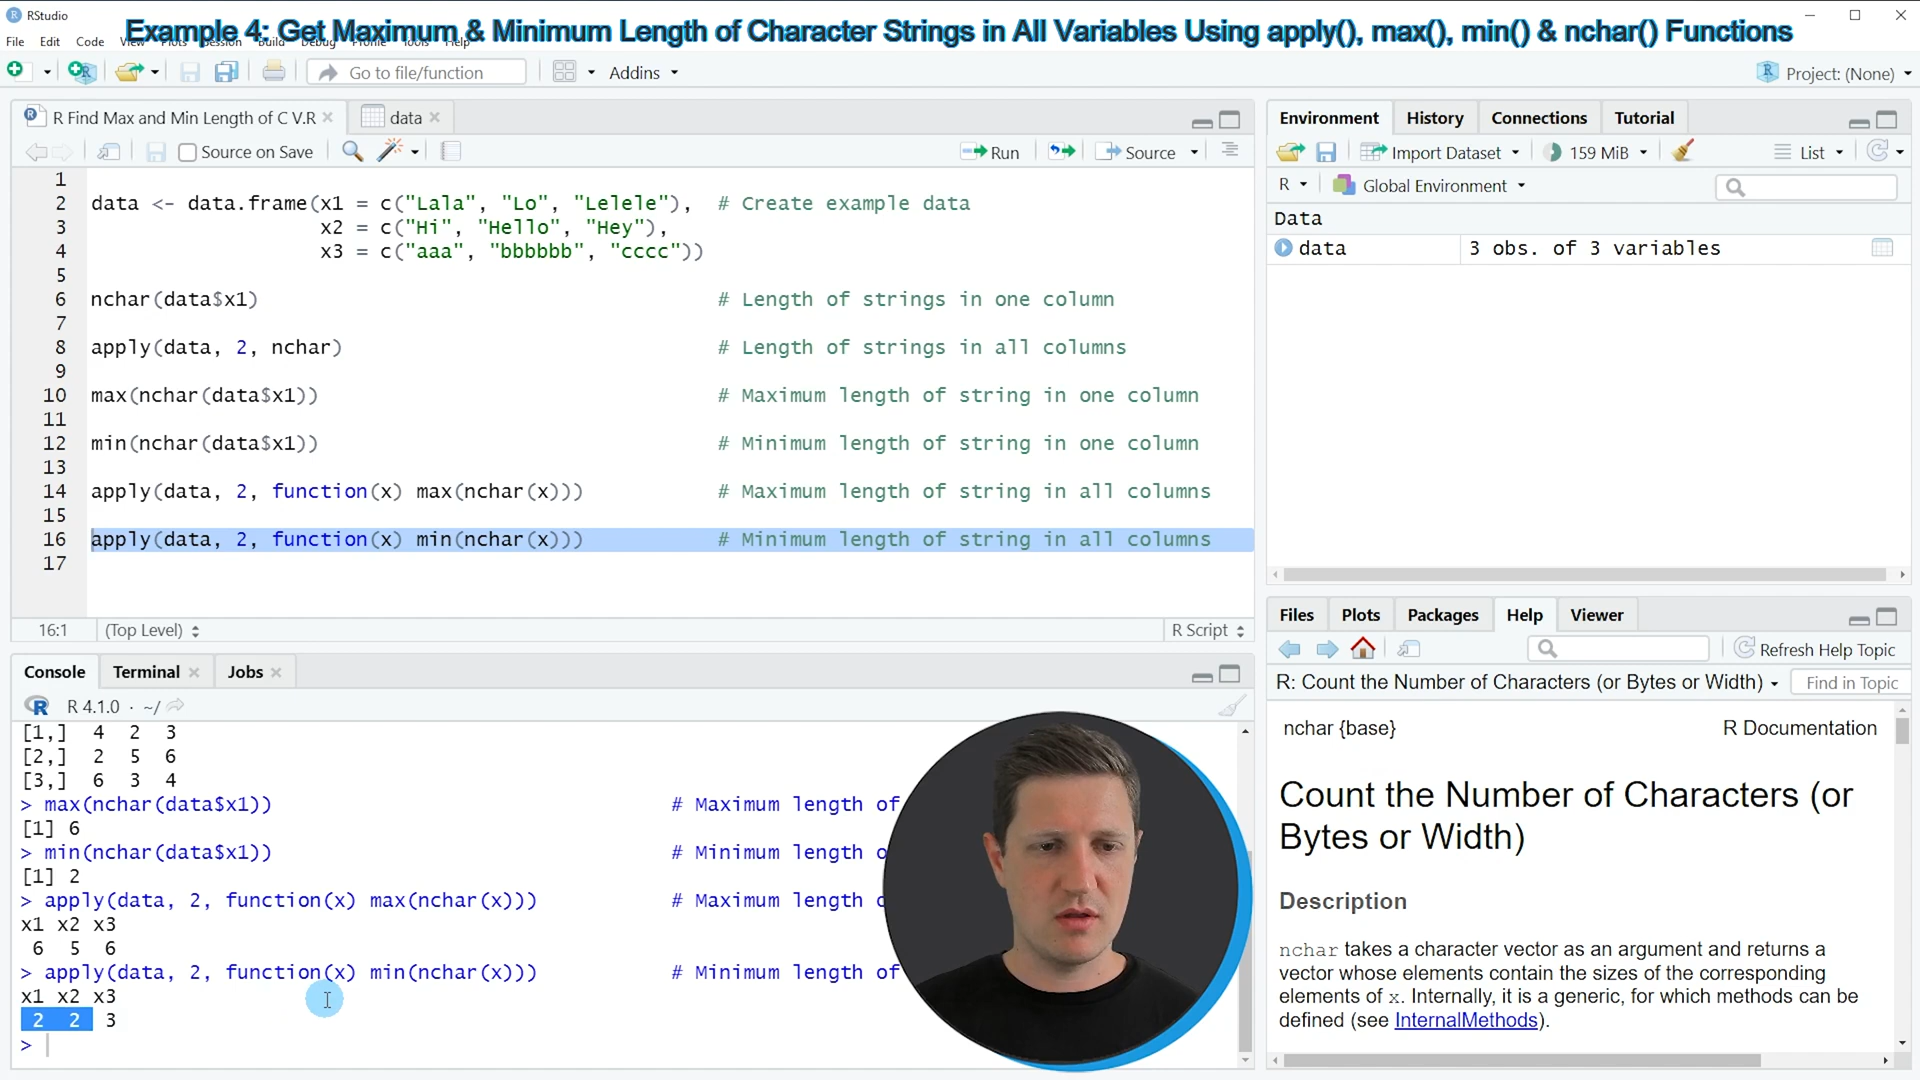 RStudio
Example 4: Get Maximum & Minimum Length of Character Strings in All Variables Using apply(), max(), min() & nchar() Functions
File Edit Code View Plots Session Build Debug Profile Tools Help
Go to file/function
Addins
Project: (None)
R Find Max and Min Length of C V.R
data
Source on Save
Run
Source
1
2 data <- data.frame(x1 = c("Lala", "Lo", "Lelele"), # Create example data
3 x2 = c("Hi", "Hello", "Hey"),
4 x3 = c("aaa", "bbbbbb", "cccc"))
5
6 nchar(data$x1) # Length of strings in one column
7
8 apply(data, 2, nchar) # Length of strings in all columns
9
10 max(nchar(data$x1)) # Maximum length of string in one column
11
12 min(nchar(data$x1)) # Minimum length of string in one column
13
14 apply(data, 2, function(x) max(nchar(x))) # Maximum length of string in all columns
15
16 apply(data, 2, function(x) min(nchar(x))) # Minimum length of string in all columns
17
16:1 (Top Level) R Script
Console Terminal Jobs
R 4.1.0 · ~/
[1,] 4 2 3
[2,] 2 5 6
[3,] 6 3 4
> max(nchar(data$x1)) # Maximum length of
[1] 6
> min(nchar(data$x1)) # Minimum length o
[1] 2
> apply(data, 2, function(x) max(nchar(x))) # Maximum length o
x1 x2 x3
6 5 6
> apply(data, 2, function(x) min(nchar(x))) # Minimum length of
x1 x2 x3
2 2 3
>
Environment History Connections Tutorial
Import Dataset 159 MiB List
R Global Environment
Data
data 3 obs. of 3 variables
Files Plots Packages Help Viewer
Refresh Help Topic
R: Count the Number of Characters (or Bytes or Width) Find in Topic
nchar {base} R Documentation
Count the Number of Characters (or
Bytes or Width)
Description
nchar takes a character vector as an argument and returns a
vector whose elements contain the sizes of the corresponding
elements of x. Internally, it is a generic, for which methods can be
defined (see InternalMethods).